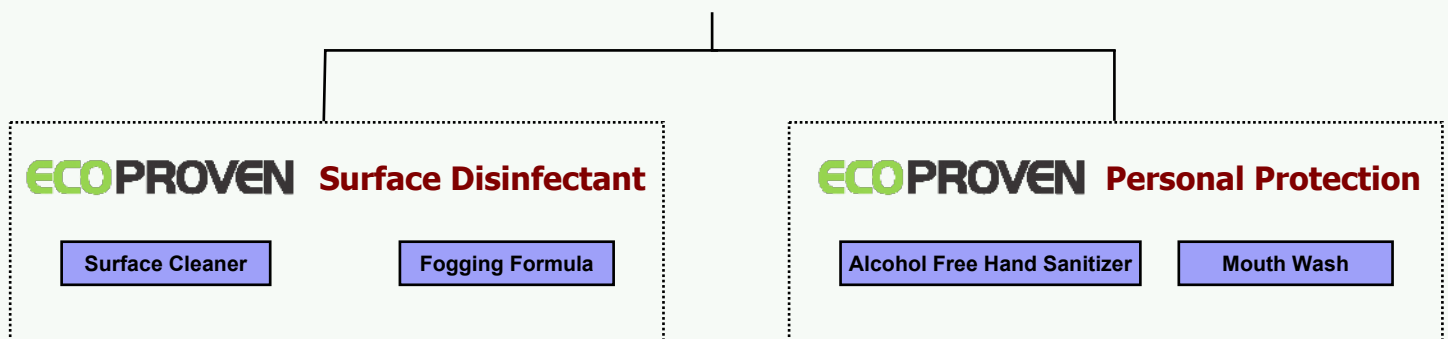 ECOPROVEN Surface Disinfectant
Surface Cleaner
Fogging Formula
ECOPROVEN Personal Protection
Alcohol Free Hand Sanitizer
Mouth Wash